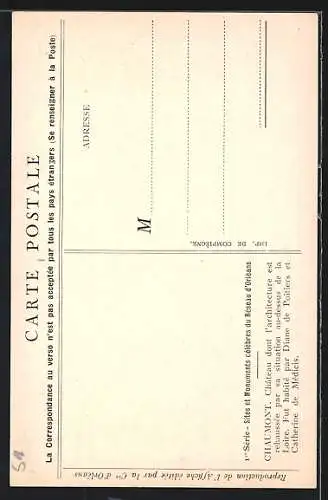 CARTE POSTALE
La Correspondance au verso n'est pas acceptée par tous les pays étrangers (Se renseigner à la Poste)
ADRESSE
M
IMP. DE COMPIÈGNE.
1re Série - Sites et Monuments célèbres du Réseau d'Orléans
CHAUMONT. Château dont l'architecture est
rehaussée par sa situation au-dessus de la
Loire. Fut habité par Diane de Poitiers et
Catherine de Médicis.
Reproduction de l'Affiche éditée par la Cie d'Orléans